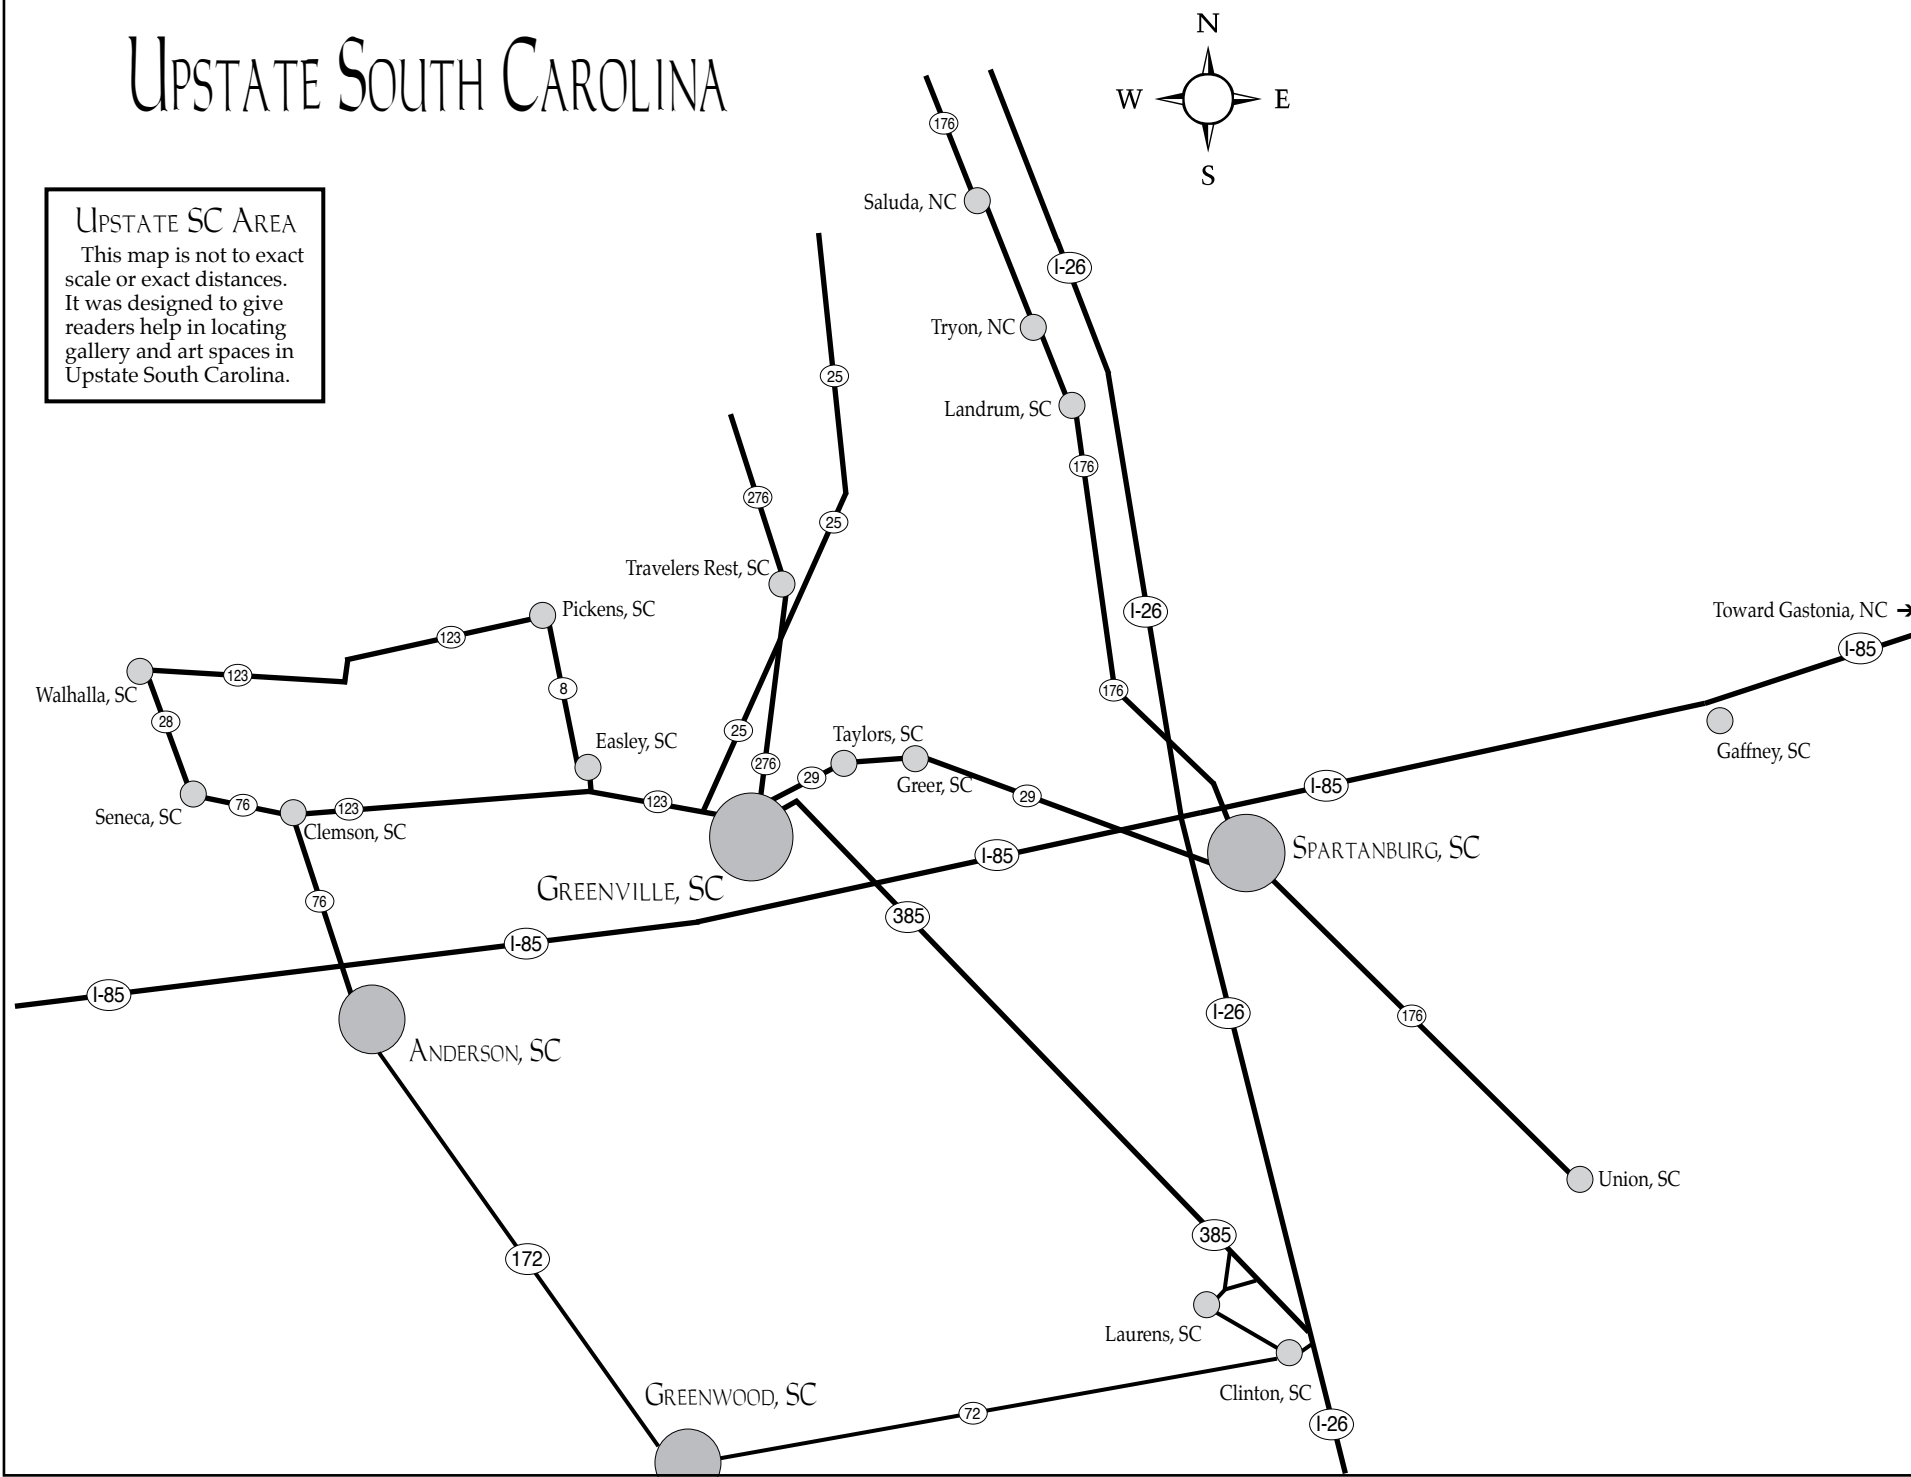 UPSTATE SOUTH CAROLINA
N
W E
S
176
Saluda, NC
UPSTATE SC AREA
This map is not to exact
scale or exact distances.
It was designed to give
readers help in locating
gallery and art spaces in
Upstate South Carolina.
I-26
Tryon, NC
25
Landrum, SC
176
276
25
Travelers Rest, SC
Pickens, SC
I-26
Toward Gastonia, NC →
123
I-85
123
Walhalla, SC
8
176
28
25
Easley, SC
Taylors, SC
Gaffney, SC
276
29
Greer, SC
I-85
29
76
123
123
Seneca, SC
Clemson, SC
SPARTANBURG, SC
I-85
GREENVILLE, SC
76
385
I-85
I-85
I-26
176
ANDERSON, SC
Union, SC
385
172
Laurens, SC
GREENWOOD, SC
Clinton, SC
72
I-26